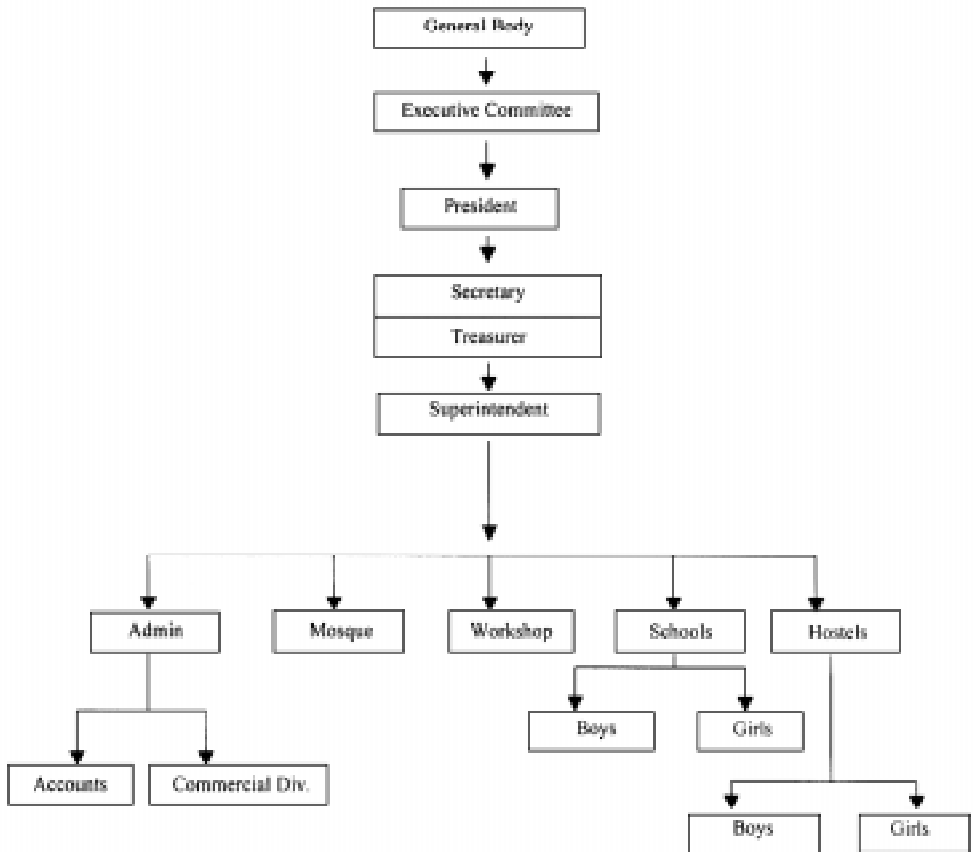 General Body
Executive Committee
President
Secretary
Treasurer
Superintendent
Admin
Mosque
Workshop
Schools
Hostels
Boys
Girls
Accounts
Commercial Div.
Boys
Girls